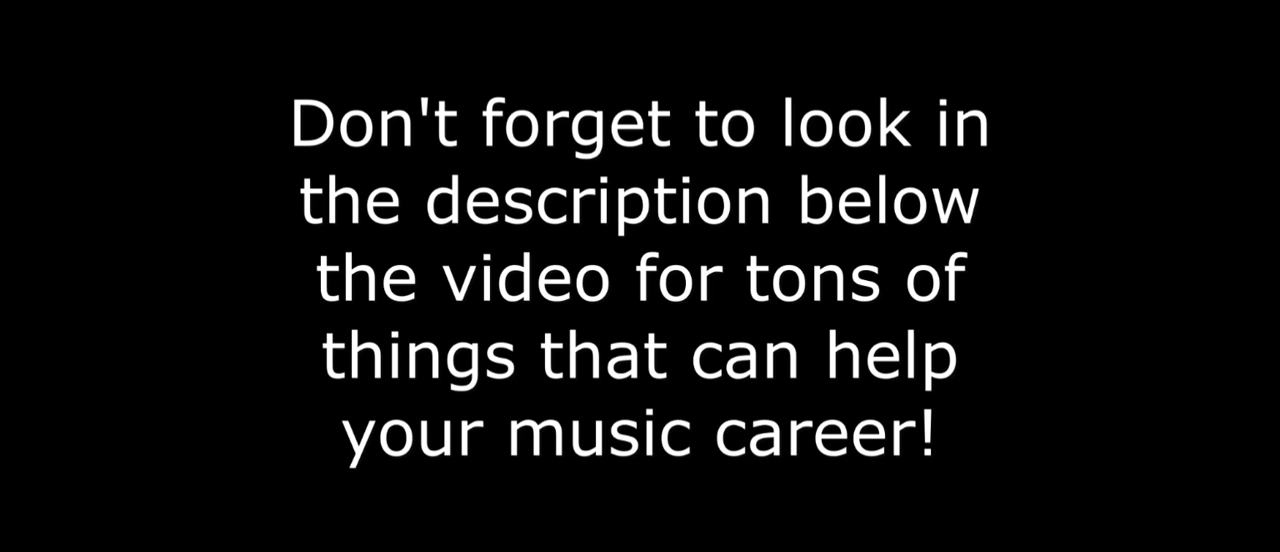 Don't forget to look in
the description below
the video for tons of
things that can help
your music career!